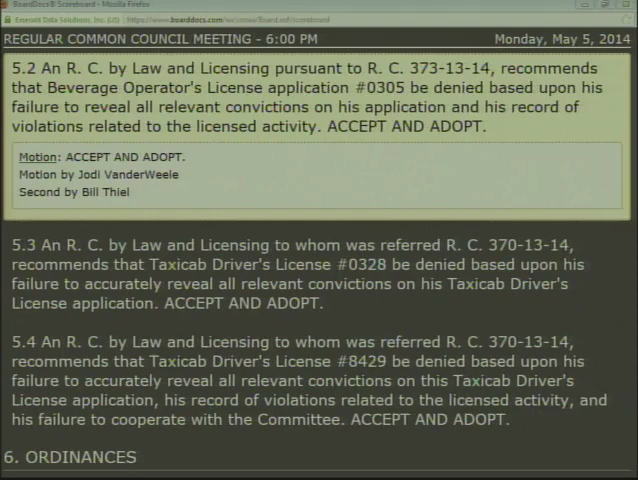 BoardDocs® Scoreboard - Mozilla Firefox
Emerald Data Solutions, Inc. (US) https://www.boarddocs.com/
REGULAR COMMON COUNCIL MEETING - 6:00 PM Monday, May 5, 2014
5.2 An R. C. by Law and Licensing pursuant to R. C. 373-13-14, recommends
that Beverage Operator's License application #0305 be denied based upon his
failure to reveal all relevant convictions on his application and his record of
violations related to the licensed activity. ACCEPT AND ADOPT.
Motion: ACCEPT AND ADOPT.
Motion by Jodi VanderWeele
Second by Bill Thiel
5.3 An R. C. by Law and Licensing to whom was referred R. C. 370-13-14,
recommends that Taxicab Driver's License #0328 be denied based upon his
failure to accurately reveal all relevant convictions on his Taxicab Driver's
License application. ACCEPT AND ADOPT.
5.4 An R. C. by Law and Licensing to whom was referred R. C. 370-13-14,
recommends that Taxicab Driver's License #8429 be denied based upon his
failure to accurately reveal all relevant convictions on this Taxicab Driver's
License application, his record of violations related to the licensed activity, and
his failure to cooperate with the Committee. ACCEPT AND ADOPT.
6. ORDINANCES